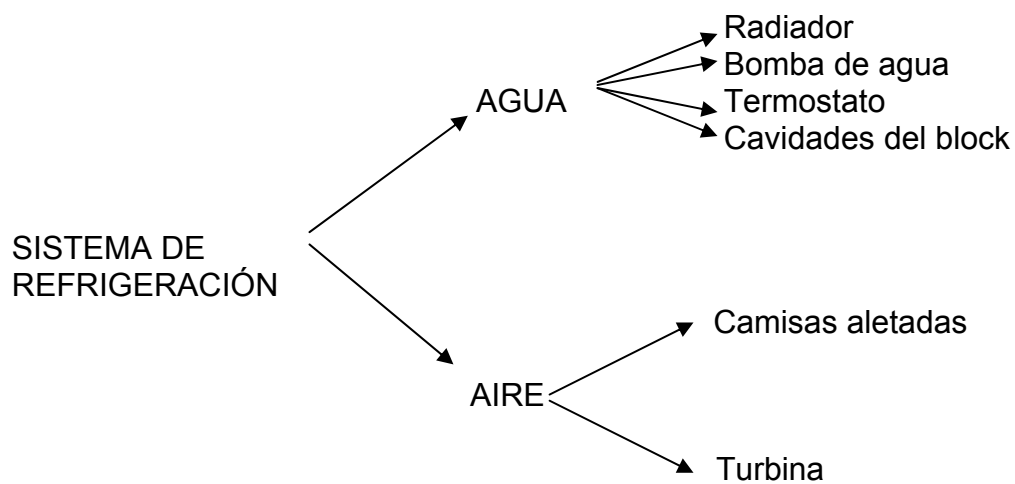 Radiador
Bomba de agua
AGUA
Termostato
Cavidades del block
SISTEMA DE
REFRIGERACIÓN
Camisas aletadas
AIRE
Turbina